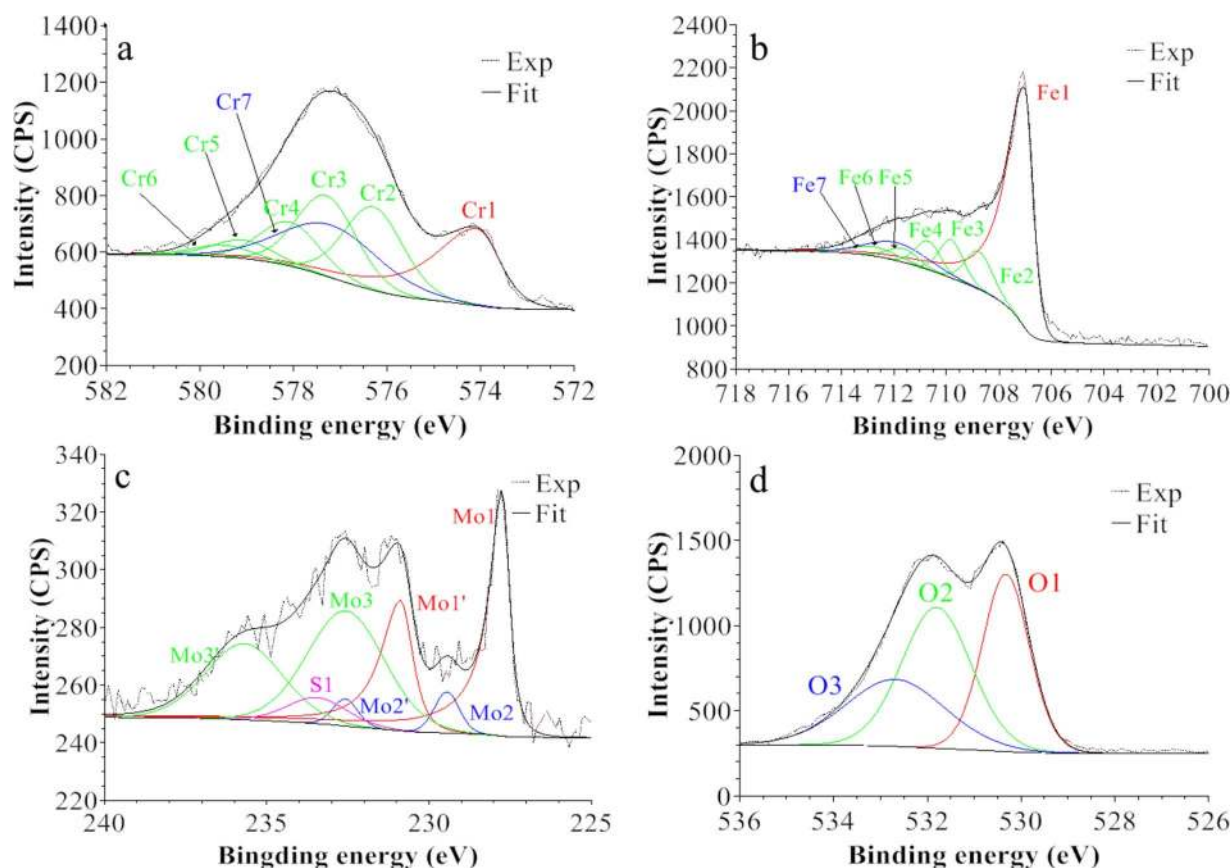 a
Exp
Fit
Cr7
Cr5
Cr6
Cr4
Cr3
Cr2
Cr1
Intensity (CPS)
1400
1200
1000
800
600
400
200
582 580 578 576 574 572
Binding energy (eV)
b
Exp
Fit
Fe1
Fe7
Fe6
Fe5
Fe4
Fe3
Fe2
Intensity (CPS)
2400
2200
1900
1600
1400
1100
900
800
718 716 714 712 710 708 706 704 702 700
Binding energy (eV)
c
Exp
Fit
Mo1
Mo1'
Mo3
Mo3'
S1
Mo2'
Mo2
Intensity (CPS)
340
320
300
280
260
240
220
240 235 230 225
Bingding energy (eV)
d
Exp
Fit
O1
O2
O3
Intensity (CPS)
2000
1500
1000
500
0
536 534 532 530 528 526
Binding energy (eV)